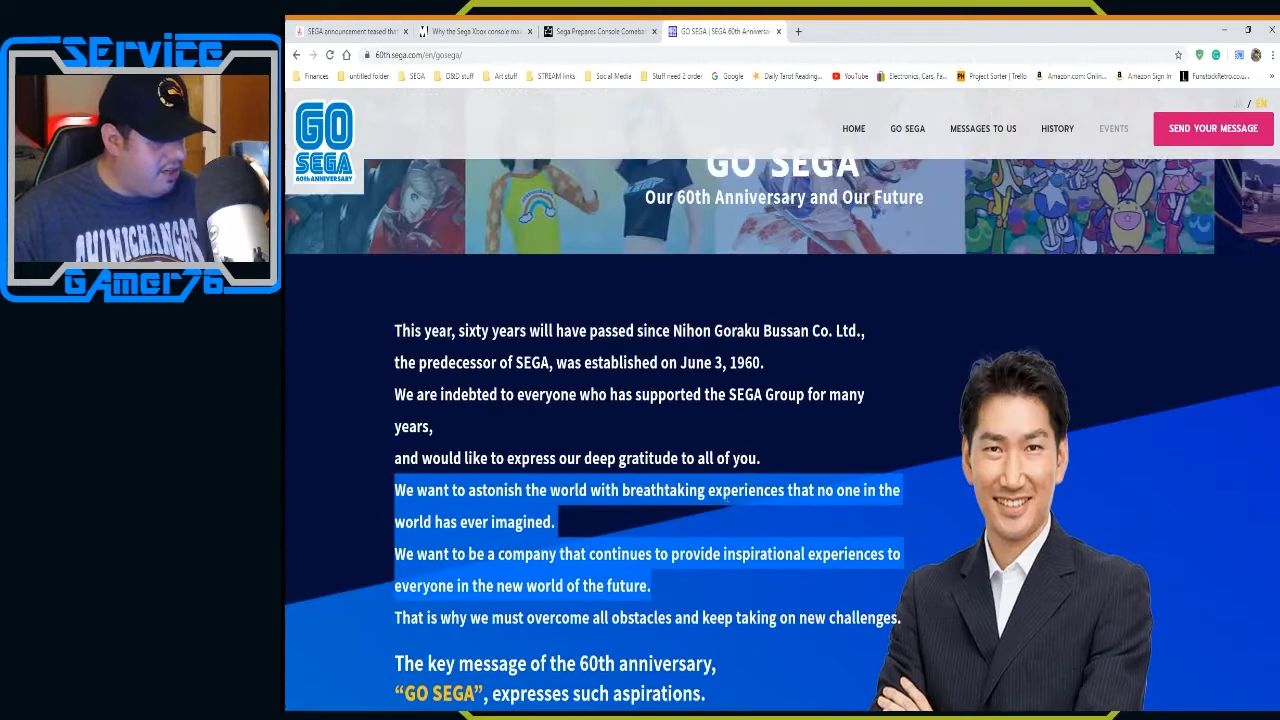 SErvicE
GAmer76
SEGA announcement teased tha
Why the Sega Xbox console ma
Sega Prepares Console Comeba
GO SEGA | SEGA 60th Anniversa
60th.sega.com/en/gosega/
Finances
untitled folder
SEGA
D&D stuff
Art stuff
STREAM links
Social Media
Stuff need 2 order
Google
Daily Tarot Reading...
YouTube
Electronics, Cars, Fa...
Project Sorter | Trello
Amazon.com: Onlin...
Amazon Sign In
FunstockRetro.co.u...
JP / EN
GO
SEGA
60th ANNIVERSARY
HOME
GO SEGA
MESSAGES TO US
HISTORY
EVENTS
SEND YOUR MESSAGE
GO SEGA
Our 60th Anniversary and Our Future
CHIMICHANGAS
This year, sixty years will have passed since Nihon Goraku Bussan Co. Ltd.,
the predecessor of SEGA, was established on June 3, 1960.
We are indebted to everyone who has supported the SEGA Group for many
years,
and would like to express our deep gratitude to all of you.
We want to astonish the world with breathtaking experiences that no one in the
world has ever imagined.
We want to be a company that continues to provide inspirational experiences to
everyone in the new world of the future.
That is why we must overcome all obstacles and keep taking on new challenges.
The key message of the 60th anniversary,
“GO SEGA”, expresses such aspirations.